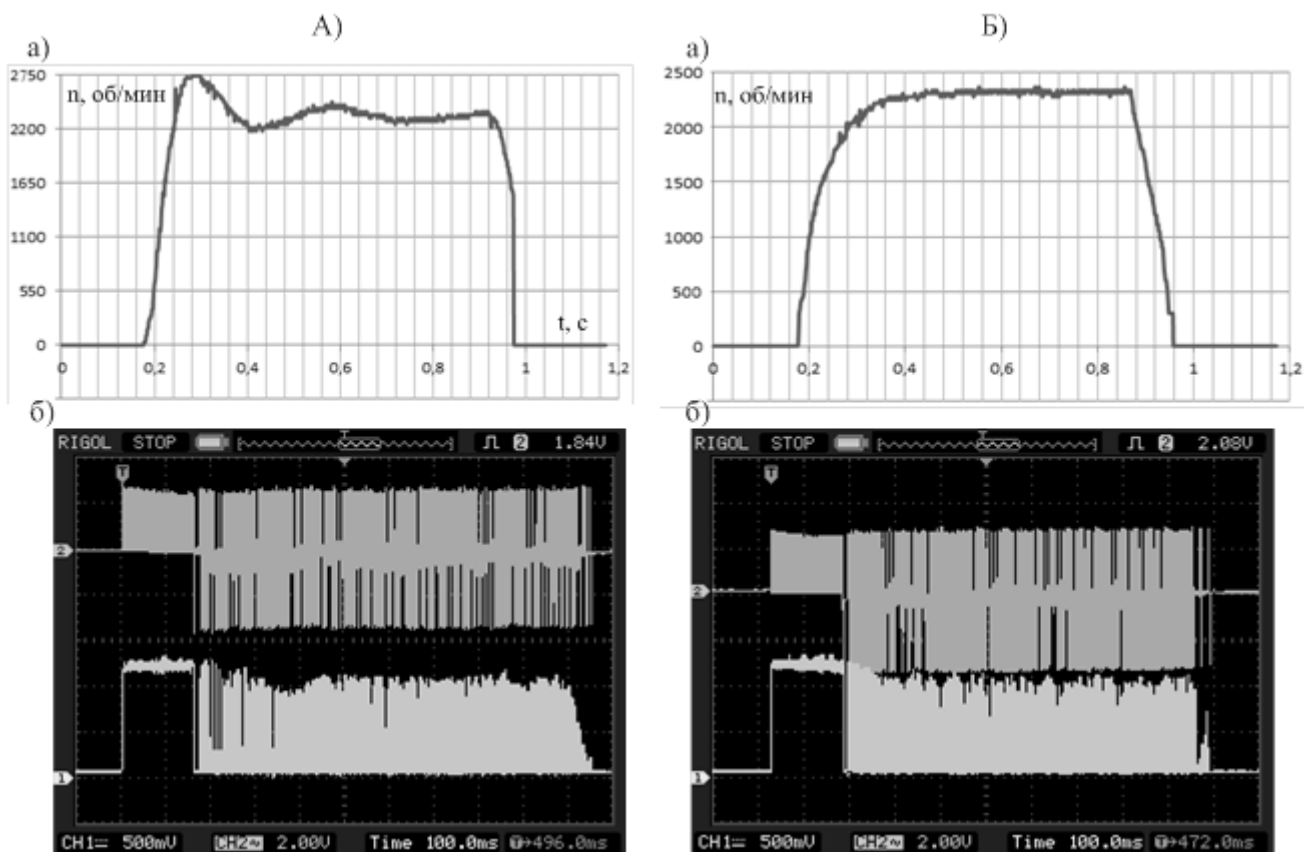 А)
Б)
а)
а)
2750
n, об/мин
2200
1650
1100
550
t, с
0
0
0,2
0,4
0,6
0,8
1
1,2
2500
n, об/мин
2000
1500
1000
500
0
0
0,2
0,4
0,6
0,8
1
1,2
б)
б)
RIGOL STOP T 2 1.84V
T
2
1
CH1= 500mV CH2~ 2.00V Time 100.0ms T→496.0ms
RIGOL STOP T 2 2.08V
T
2
1
CH1= 500mV CH2~ 2.00V Time 100.0ms T→472.0ms